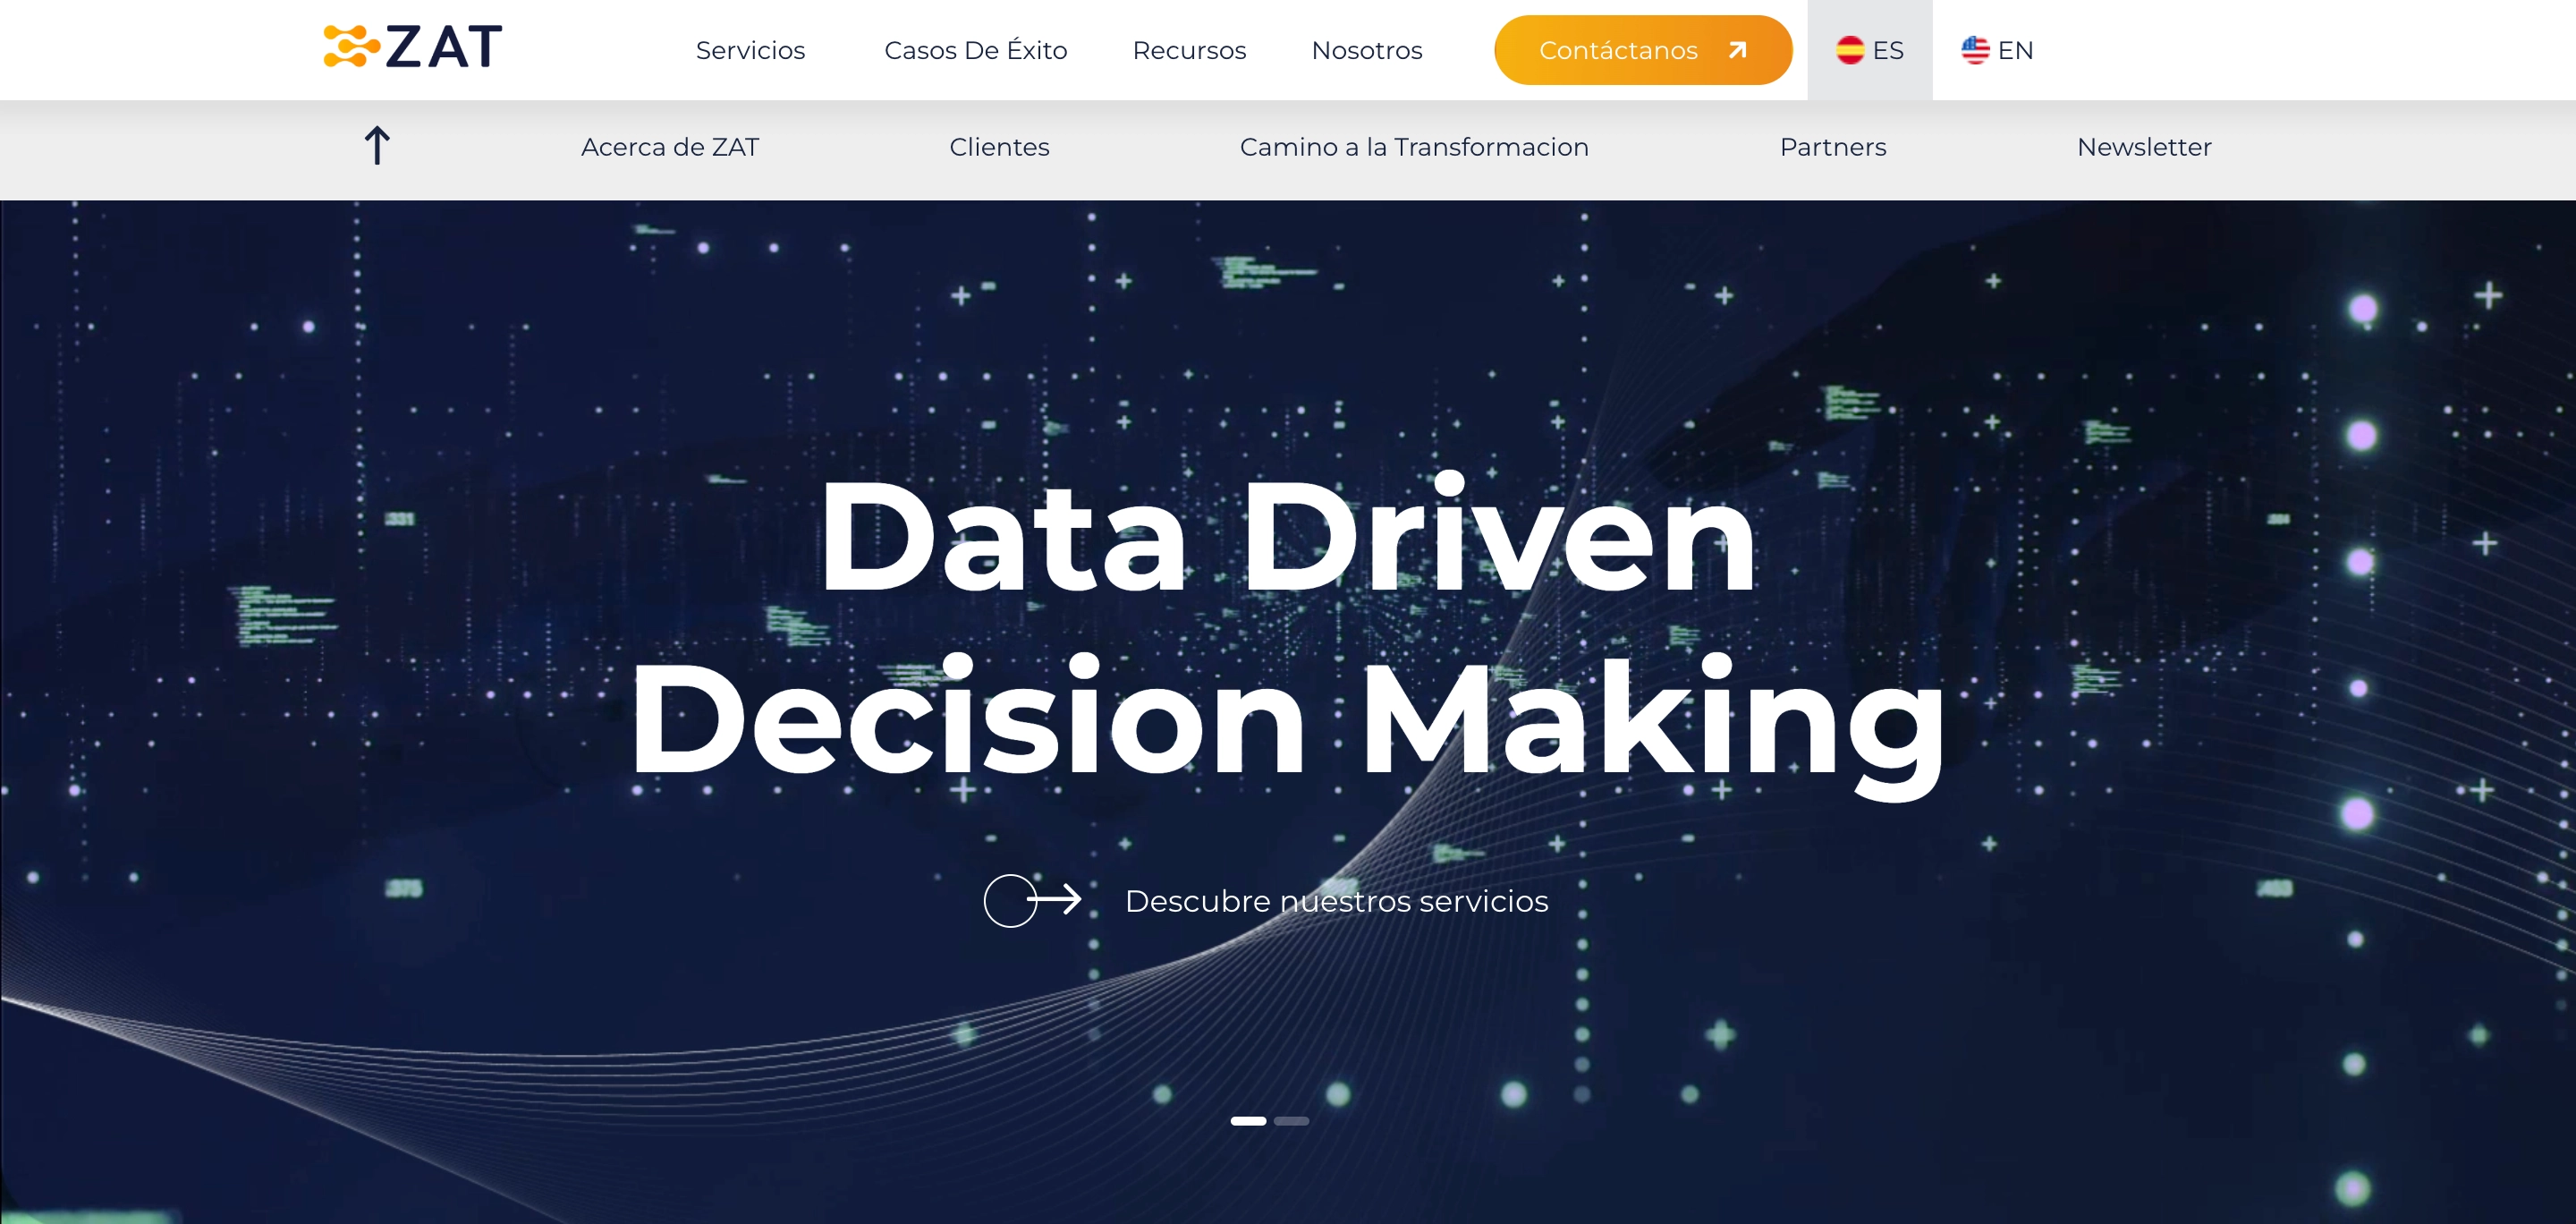 ZAT
Servicios
Casos De Éxito
Recursos
Nosotros
Contáctanos
ES
EN
Acerca de ZAT
Clientes
Camino a la Transformacion
Partners
Newsletter
Data Driven
Decision Making
Descubre nuestros servicios